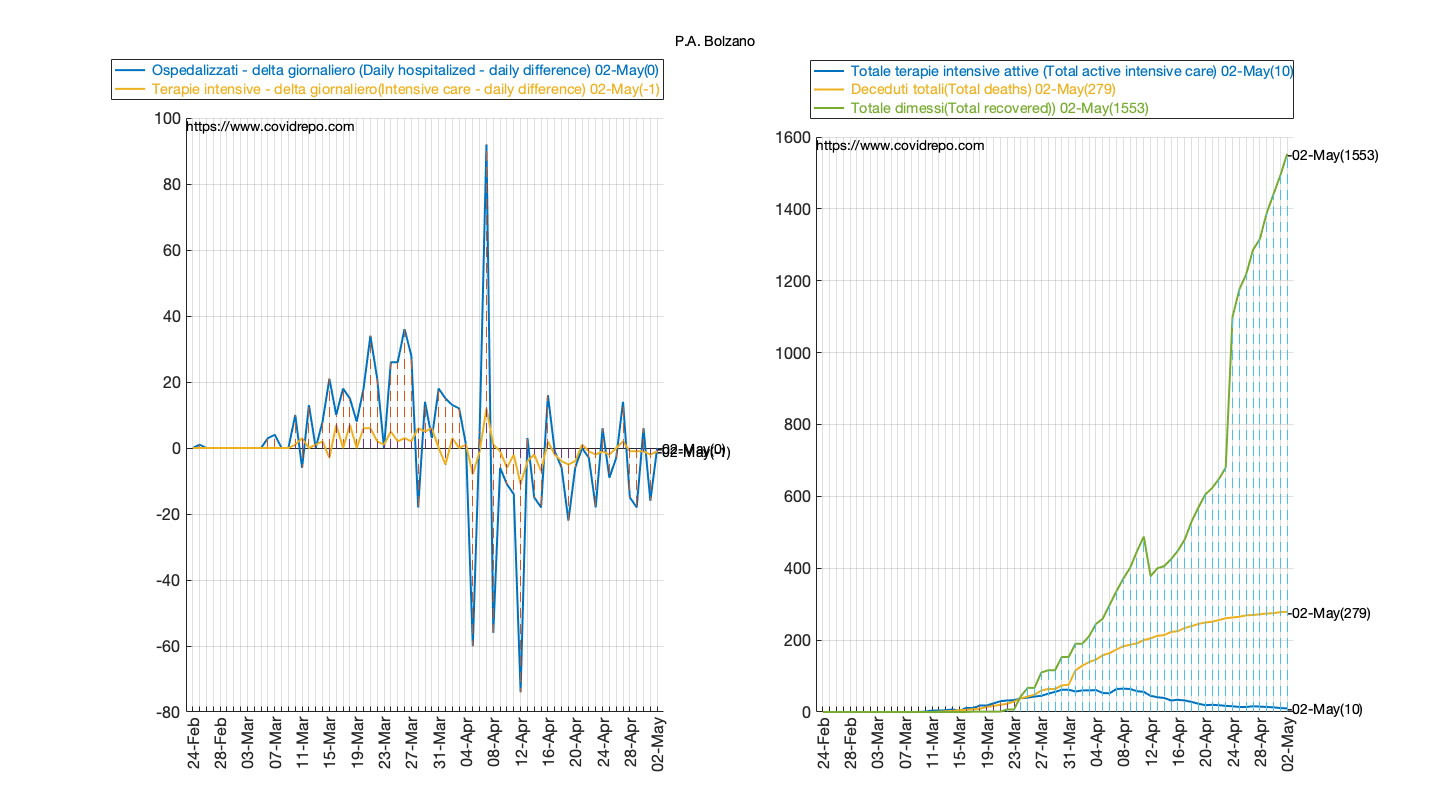 P.A. Bolzano
Ospedalizzati - delta giornaliero (Daily hospitalized - daily difference) 02-May(0)
Terapie intensive - delta giornaliero(Intensive care - daily difference) 02-May(-1)
https://www.covidrepo.com
100
80
60
40
20
0
-20
-40
-60
-80
-02-May(0)
-02-May(-1)
24-Feb
28-Feb
03-Mar
07-Mar
11-Mar
15-Mar
19-Mar
23-Mar
27-Mar
31-Mar
04-Apr
08-Apr
12-Apr
16-Apr
20-Apr
24-Apr
28-Apr
02-May
Totale terapie intensive attive (Total active intensive care) 02-May(10)
Deceduti totali(Total deaths) 02-May(279)
Totale dimessi(Total recovered)) 02-May(1553)
https://www.covidrepo.com
1600
1400
1200
1000
800
600
400
200
0
-02-May(1553)
-02-May(279)
-02-May(10)
24-Feb
28-Feb
03-Mar
07-Mar
11-Mar
15-Mar
19-Mar
23-Mar
27-Mar
31-Mar
04-Apr
08-Apr
12-Apr
16-Apr
20-Apr
24-Apr
28-Apr
02-May